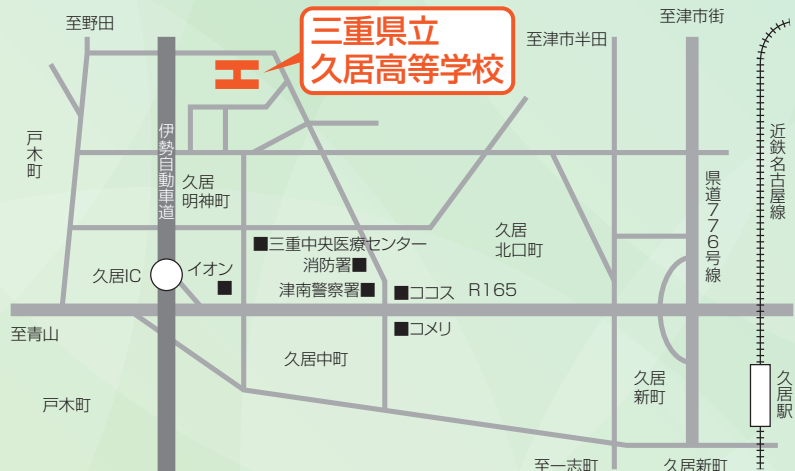 至野田
三重県立
久居高等学校
至津市半田
至津市街
戸木町
伊勢自動車道
近鉄名古屋線
久居
明神町
県道776号線
久居
北口町
■三重中央医療センター
消防署■
久居IC
イオン
■
津南警察署■
■ココス
R165
■コメリ
至青山
久居中町
戸木町
久居
新町
久居駅
至一志町
久居新町